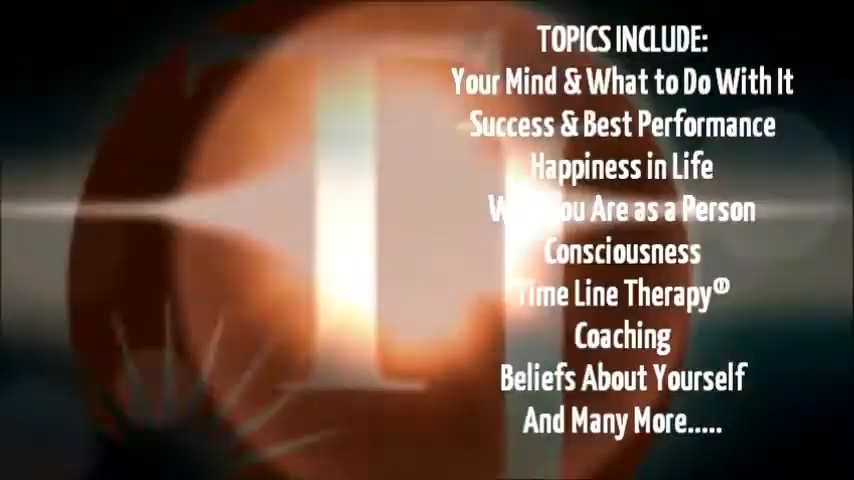 TOPICS INCLUDE:
Your Mind & What to Do With It
Success & Best Performance
Happiness in Life
You Are as a Person
Consciousness
Time Line Therapy®
Coaching
Beliefs About Yourself
And Many More.....